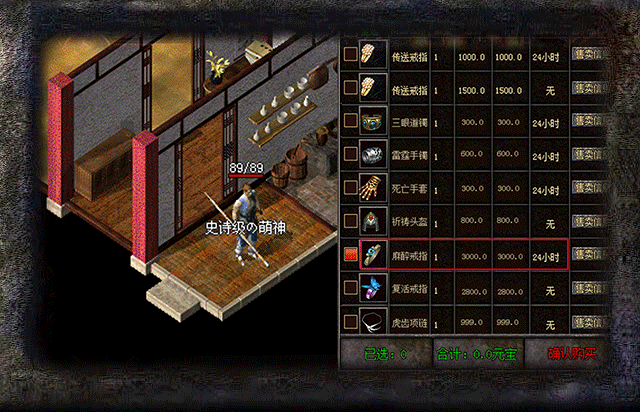 89/89
史诗级の萌神
传送戒指 1 1000.0 1000.0 24小时 售卖信
传送戒指 1 1500.0 1500.0 无 售卖信
三眼道镯 1 300.0 300.0 24小时 售卖信
雷霆手镯 1 600.0 600.0 24小时 售卖信
死亡手套 1 300.0 300.0 24小时 售卖信
祈祷头盔 1 800.0 800.0 无 售卖信
麻醉戒指 1 3000.0 3000.0 24小时 售卖信
复活戒指 1 2800.0 2800.0 无 售卖信
虎齿项链 1 999.0 999.0 无 售卖信
已选：0 合计：0.0元宝 确认购买